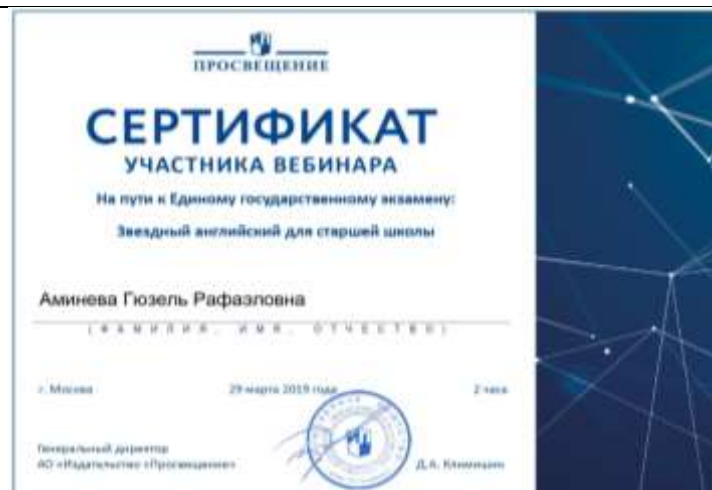 ПРОСВЕЩЕНИЕ
СЕРТИФИКАТ
УЧАСТНИКА ВЕБИНАРА
На пути к Единому государственному экзамену:
Звездный английский для старшей школы
Аминева Гюзель Рафаэловна
(ФАМИЛИЯ, ИМЯ, ОТЧЕСТВО)
г. Москва 29 марта 2019 года 2 часа
Генеральный директор
АО «Издательство «Просвещение» Д.А. Климишин